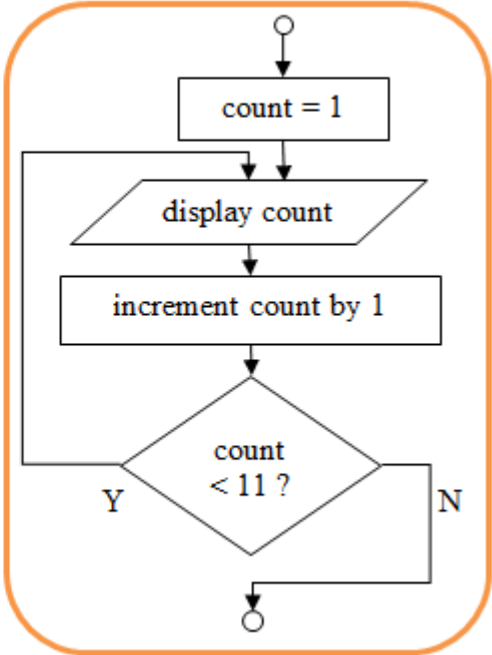 count = 1
display count
increment count by 1
count
< 11 ?
Y
N